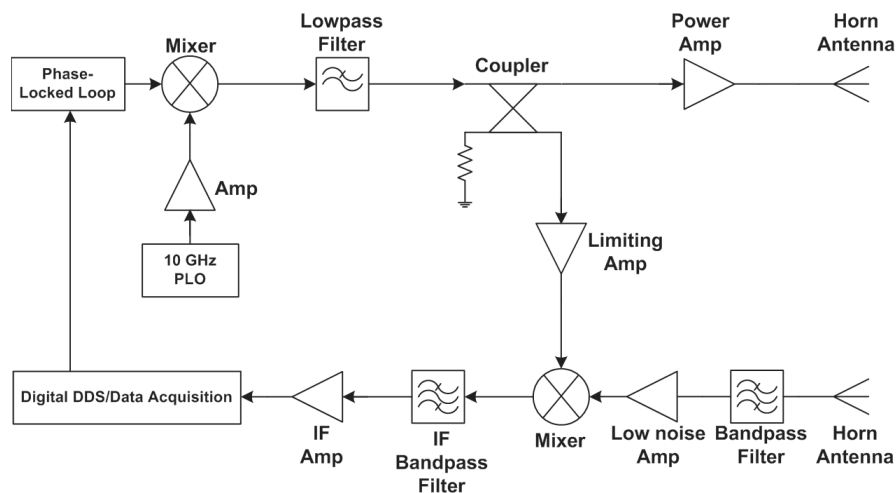 Phase-
Locked Loop
Mixer
Lowpass
Filter
Coupler
Power
Amp
Horn
Antenna
Amp
10 GHz
PLO
Limiting
Amp
Digital DDS/Data Acquisition
IF
Amp
IF
Bandpass
Filter
Mixer
Low noise
Amp
Bandpass
Filter
Horn
Antenna